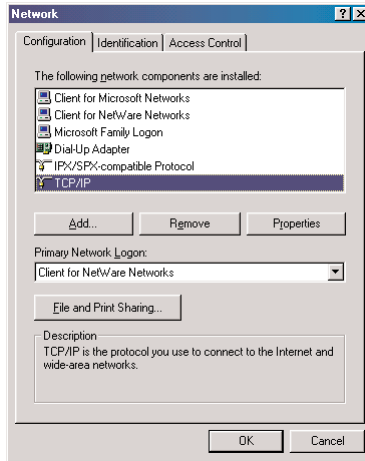 Network
Configuration Identification Access Control
The following network components are installed:
Client for Microsoft Networks
Client for NetWare Networks
Microsoft Family Logon
Dial-Up Adapter
IPX/SPX-compatible Protocol
TCP/IP
Add... Remove Properties
Primary Network Logon:
Client for NetWare Networks
File and Print Sharing...
Description
TCP/IP is the protocol you use to connect to the Internet and
wide-area networks.
OK Cancel